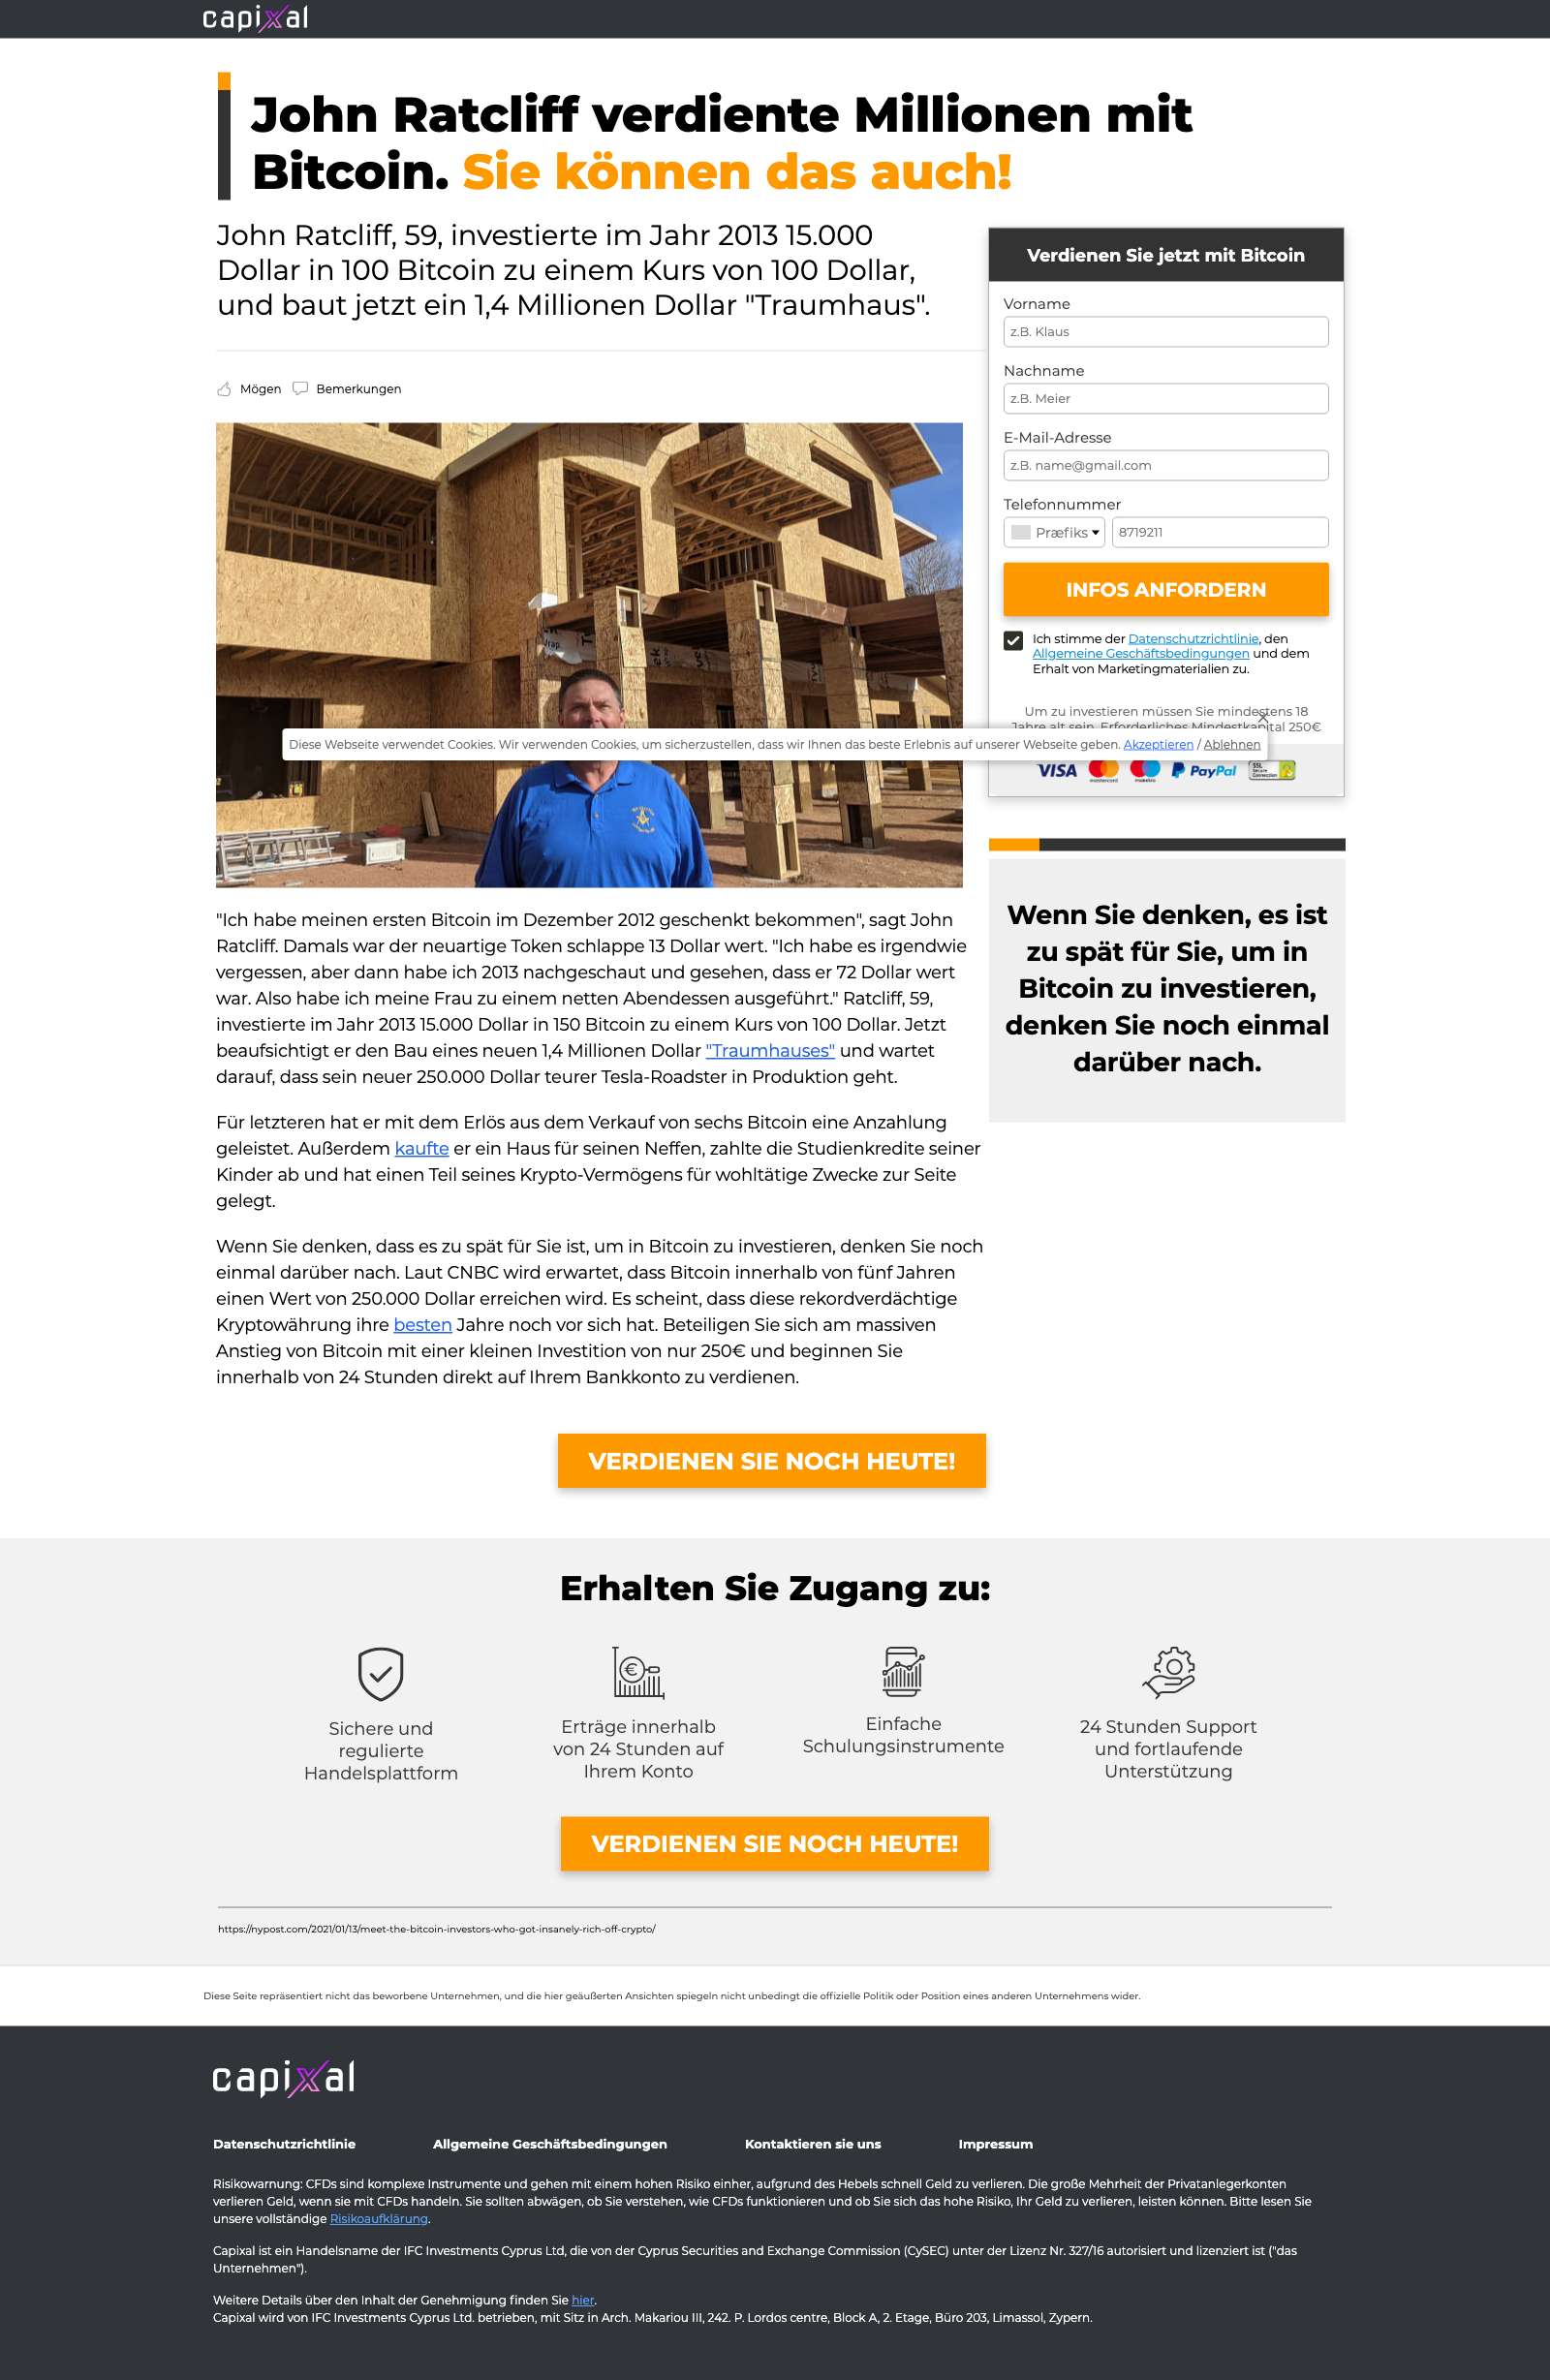 capixal
John Ratcliff verdiente Millionen mit
Bitcoin. Sie können das auch!
John Ratcliff, 59, investierte im Jahr 2013 15.000
Dollar in 100 Bitcoin zu einem Kurs von 100 Dollar,
und baut jetzt ein 1,4 Millionen Dollar "Traumhaus".
Mögen Bemerkungen
Verdienen Sie jetzt mit Bitcoin
Vorname
z.B. Klaus
Nachname
z.B. Meier
E-Mail-Adresse
z.B. name@gmail.com
Telefonnummer
Præfiks 8719211
INFOS ANFORDERN
Ich stimme der Datenschutzrichtlinie, den
Allgemeine Geschäftsbedingungen und dem
Erhalt von Marketingmaterialien zu.
Um zu investieren müssen Sie mindestens 18
Jahre alt sein. Erforderliches Mindestkapital 250€
Diese Webseite verwendet Cookies. Wir verwenden Cookies, um sicherzustellen, dass wir Ihnen das beste Erlebnis auf unserer Webseite geben. Akzeptieren / Ablehnen
VISA mastercard maestro PayPal SSL Secure Connection
"Ich habe meinen ersten Bitcoin im Dezember 2012 geschenkt bekommen", sagt John
Ratcliff. Damals war der neuartige Token schlappe 13 Dollar wert. "Ich habe es irgendwie
vergessen, aber dann habe ich 2013 nachgeschaut und gesehen, dass er 72 Dollar wert
war. Also habe ich meine Frau zu einem netten Abendessen ausgeführt." Ratcliff, 59,
investierte im Jahr 2013 15.000 Dollar in 150 Bitcoin zu einem Kurs von 100 Dollar. Jetzt
beaufsichtigt er den Bau eines neuen 1,4 Millionen Dollar "Traumhauses" und wartet
darauf, dass sein neuer 250.000 Dollar teurer Tesla-Roadster in Produktion geht.
Für letzteren hat er mit dem Erlös aus dem Verkauf von sechs Bitcoin eine Anzahlung
geleistet. Außerdem kaufte er ein Haus für seinen Neffen, zahlte die Studienkredite seiner
Kinder ab und hat einen Teil seines Krypto-Vermögens für wohltätige Zwecke zur Seite
gelegt.
Wenn Sie denken, dass es zu spät für Sie ist, um in Bitcoin zu investieren, denken Sie noch
einmal darüber nach. Laut CNBC wird erwartet, dass Bitcoin innerhalb von fünf Jahren
einen Wert von 250.000 Dollar erreichen wird. Es scheint, dass diese rekordverdächtige
Kryptowährung ihre besten Jahre noch vor sich hat. Beteiligen Sie sich am massiven
Anstieg von Bitcoin mit einer kleinen Investition von nur 250€ und beginnen Sie
innerhalb von 24 Stunden direkt auf Ihrem Bankkonto zu verdienen.
Wenn Sie denken, es ist
zu spät für Sie, um in
Bitcoin zu investieren,
denken Sie noch einmal
darüber nach.
VERDIENEN SIE NOCH HEUTE!
Erhalten Sie Zugang zu:
Sichere und
regulierte
Handelsplattform
Erträge innerhalb
von 24 Stunden auf
Ihrem Konto
Einfache
Schulungsinstrumente
24 Stunden Support
und fortlaufende
Unterstützung
VERDIENEN SIE NOCH HEUTE!
https://nypost.com/2021/01/13/meet-the-bitcoin-investors-who-got-insanely-rich-off-crypto/
Diese Seite repräsentiert nicht das beworbene Unternehmen, und die hier geäußerten Ansichten spiegeln nicht unbedingt die offizielle Politik oder Position eines anderen Unternehmens wider.
capixal
Datenschutzrichtlinie Allgemeine Geschäftsbedingungen Kontaktieren sie uns Impressum
Risikowarnung: CFDs sind komplexe Instrumente und gehen mit einem hohen Risiko einher, aufgrund des Hebels schnell Geld zu verlieren. Die große Mehrheit der Privatanlegerkonten
verlieren Geld, wenn sie mit CFDs handeln. Sie sollten abwägen, ob Sie verstehen, wie CFDs funktionieren und ob Sie sich das hohe Risiko, Ihr Geld zu verlieren, leisten können. Bitte lesen Sie
unsere vollständige Risikoaufklärung.
Capixal ist ein Handelsname der IFC Investments Cyprus Ltd, die von der Cyprus Securities and Exchange Commission (CySEC) unter der Lizenz Nr. 327/16 autorisiert und lizenziert ist ("das
Unternehmen").
Weitere Details über den Inhalt der Genehmigung finden Sie hier.
Capixal wird von IFC Investments Cyprus Ltd. betrieben, mit Sitz in Arch. Makariou III, 242. P. Lordos centre, Block A, 2. Etage, Büro 203, Limassol, Zypern.